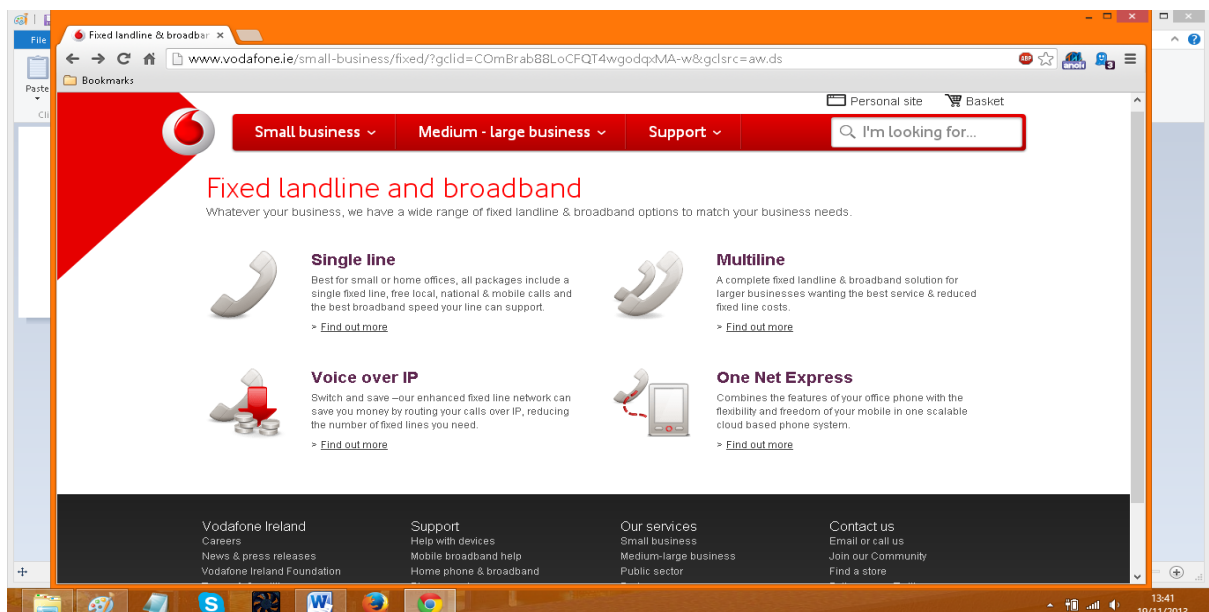 File
Fixed landline & broadbar
www.vodafone.ie/small-business/fixed/?gclid=COmBrab88LoCFQT4wgodqxMA-w&gclsrc=aw.ds
ABP
3
Bookmarks
Paste
Cli
Personal site Basket
Small business Medium - large business Support I'm looking for...
Fixed landline and broadband
Whatever your business, we have a wide range of fixed landline & broadband options to match your business needs.
Single line
Best for small or home offices, all packages include a
single fixed line, free local, national & mobile calls and
the best broadband speed your line can support.
> Find out more
Multiline
A complete fixed landline & broadband solution for
larger businesses wanting the best service & reduced
fixed line costs.
> Find out more
Voice over IP
Switch and save –our enhanced fixed line network can
save you money by routing your calls over IP, reducing
the number of fixed lines you need.
> Find out more
One Net Express
Combines the features of your office phone with the
flexibility and freedom of your mobile in one scalable
cloud based phone system.
> Find out more
Vodafone Ireland
Careers
News & press releases
Vodafone Ireland Foundation
Support
Help with devices
Mobile broadband help
Home phone & broadband
Our services
Small business
Medium-large business
Public sector
Contact us
Email or call us
Join our Community
Find a store
13:41
19/11/2013